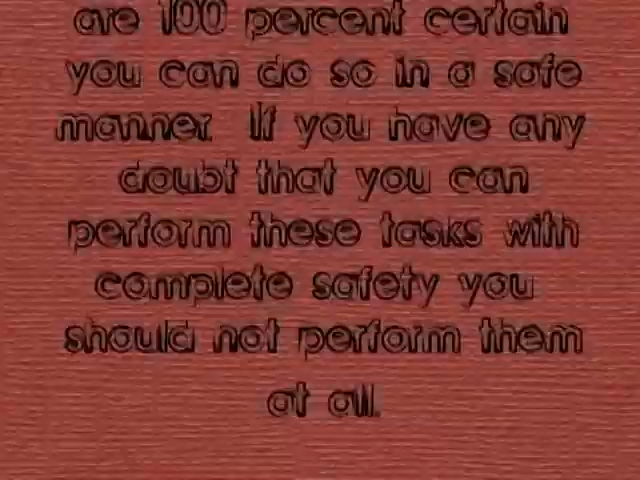 are 100 percent certain
you can do so in a safe
manner. If you have any
doubt that you can
perform these tasks with
complete safety you
should not perform them
at all.